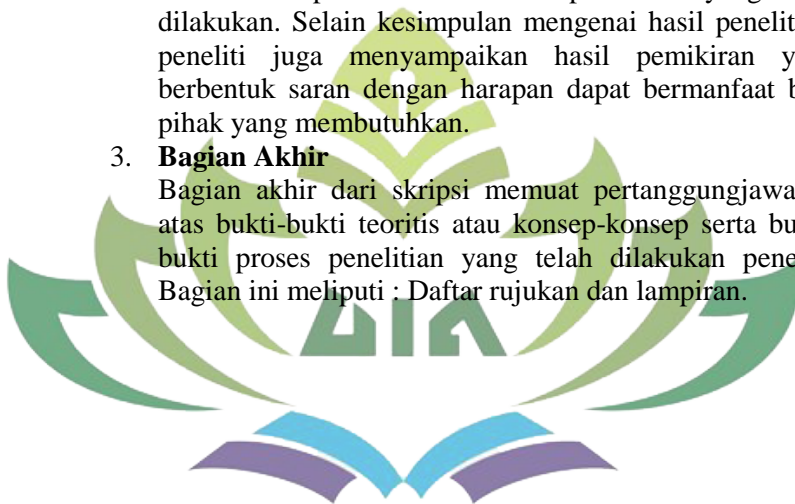 dilakukan. Selain kesimpulan mengenai hasil penelit
peneliti juga menyampaikan hasil pemikiran y
berbentuk saran dengan harapan dapat bermanfaat b
pihak yang membutuhkan.
3. Bagian Akhir
Bagian akhir dari skripsi memuat pertanggungjawa
atas bukti-bukti teoritis atau konsep-konsep serta bu
bukti proses penelitian yang telah dilakukan pene
Bagian ini meliputi : Daftar rujukan dan lampiran.